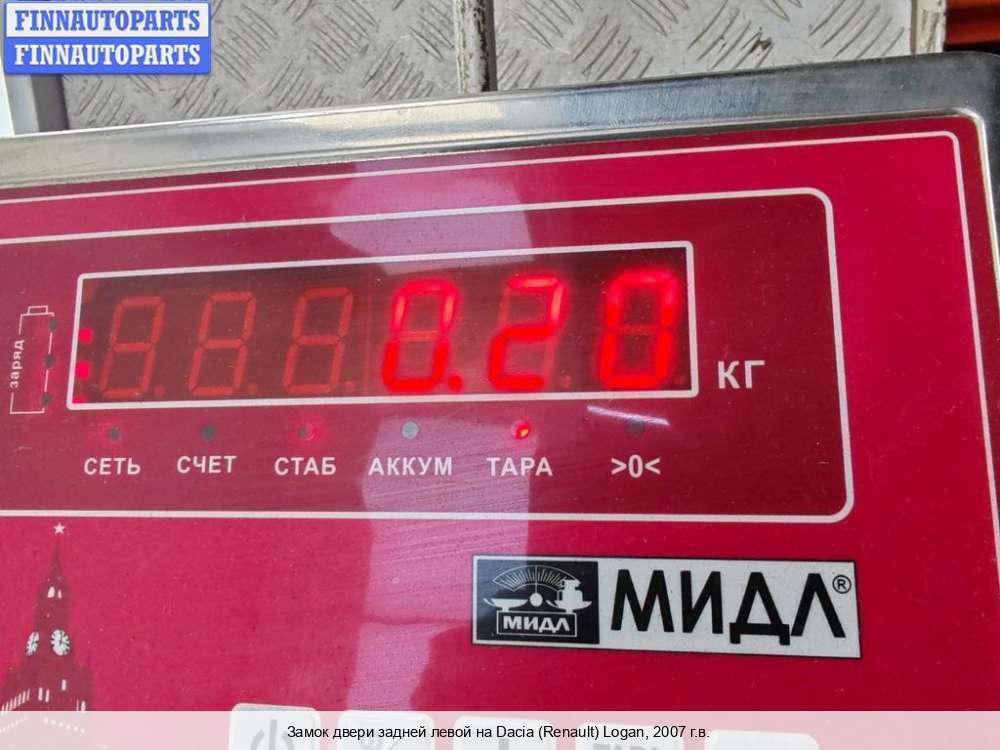 FINNAUTOPARTS
FINNAUTOPARTS
заряд
0.20
КГ
СЕТЬ СЧЕТ СТАБ АККУМ ТАРА >0<
МИДЛ
МИДЛ®
Замок двери задней левой на Dacia (Renault) Logan, 2007 г.в.